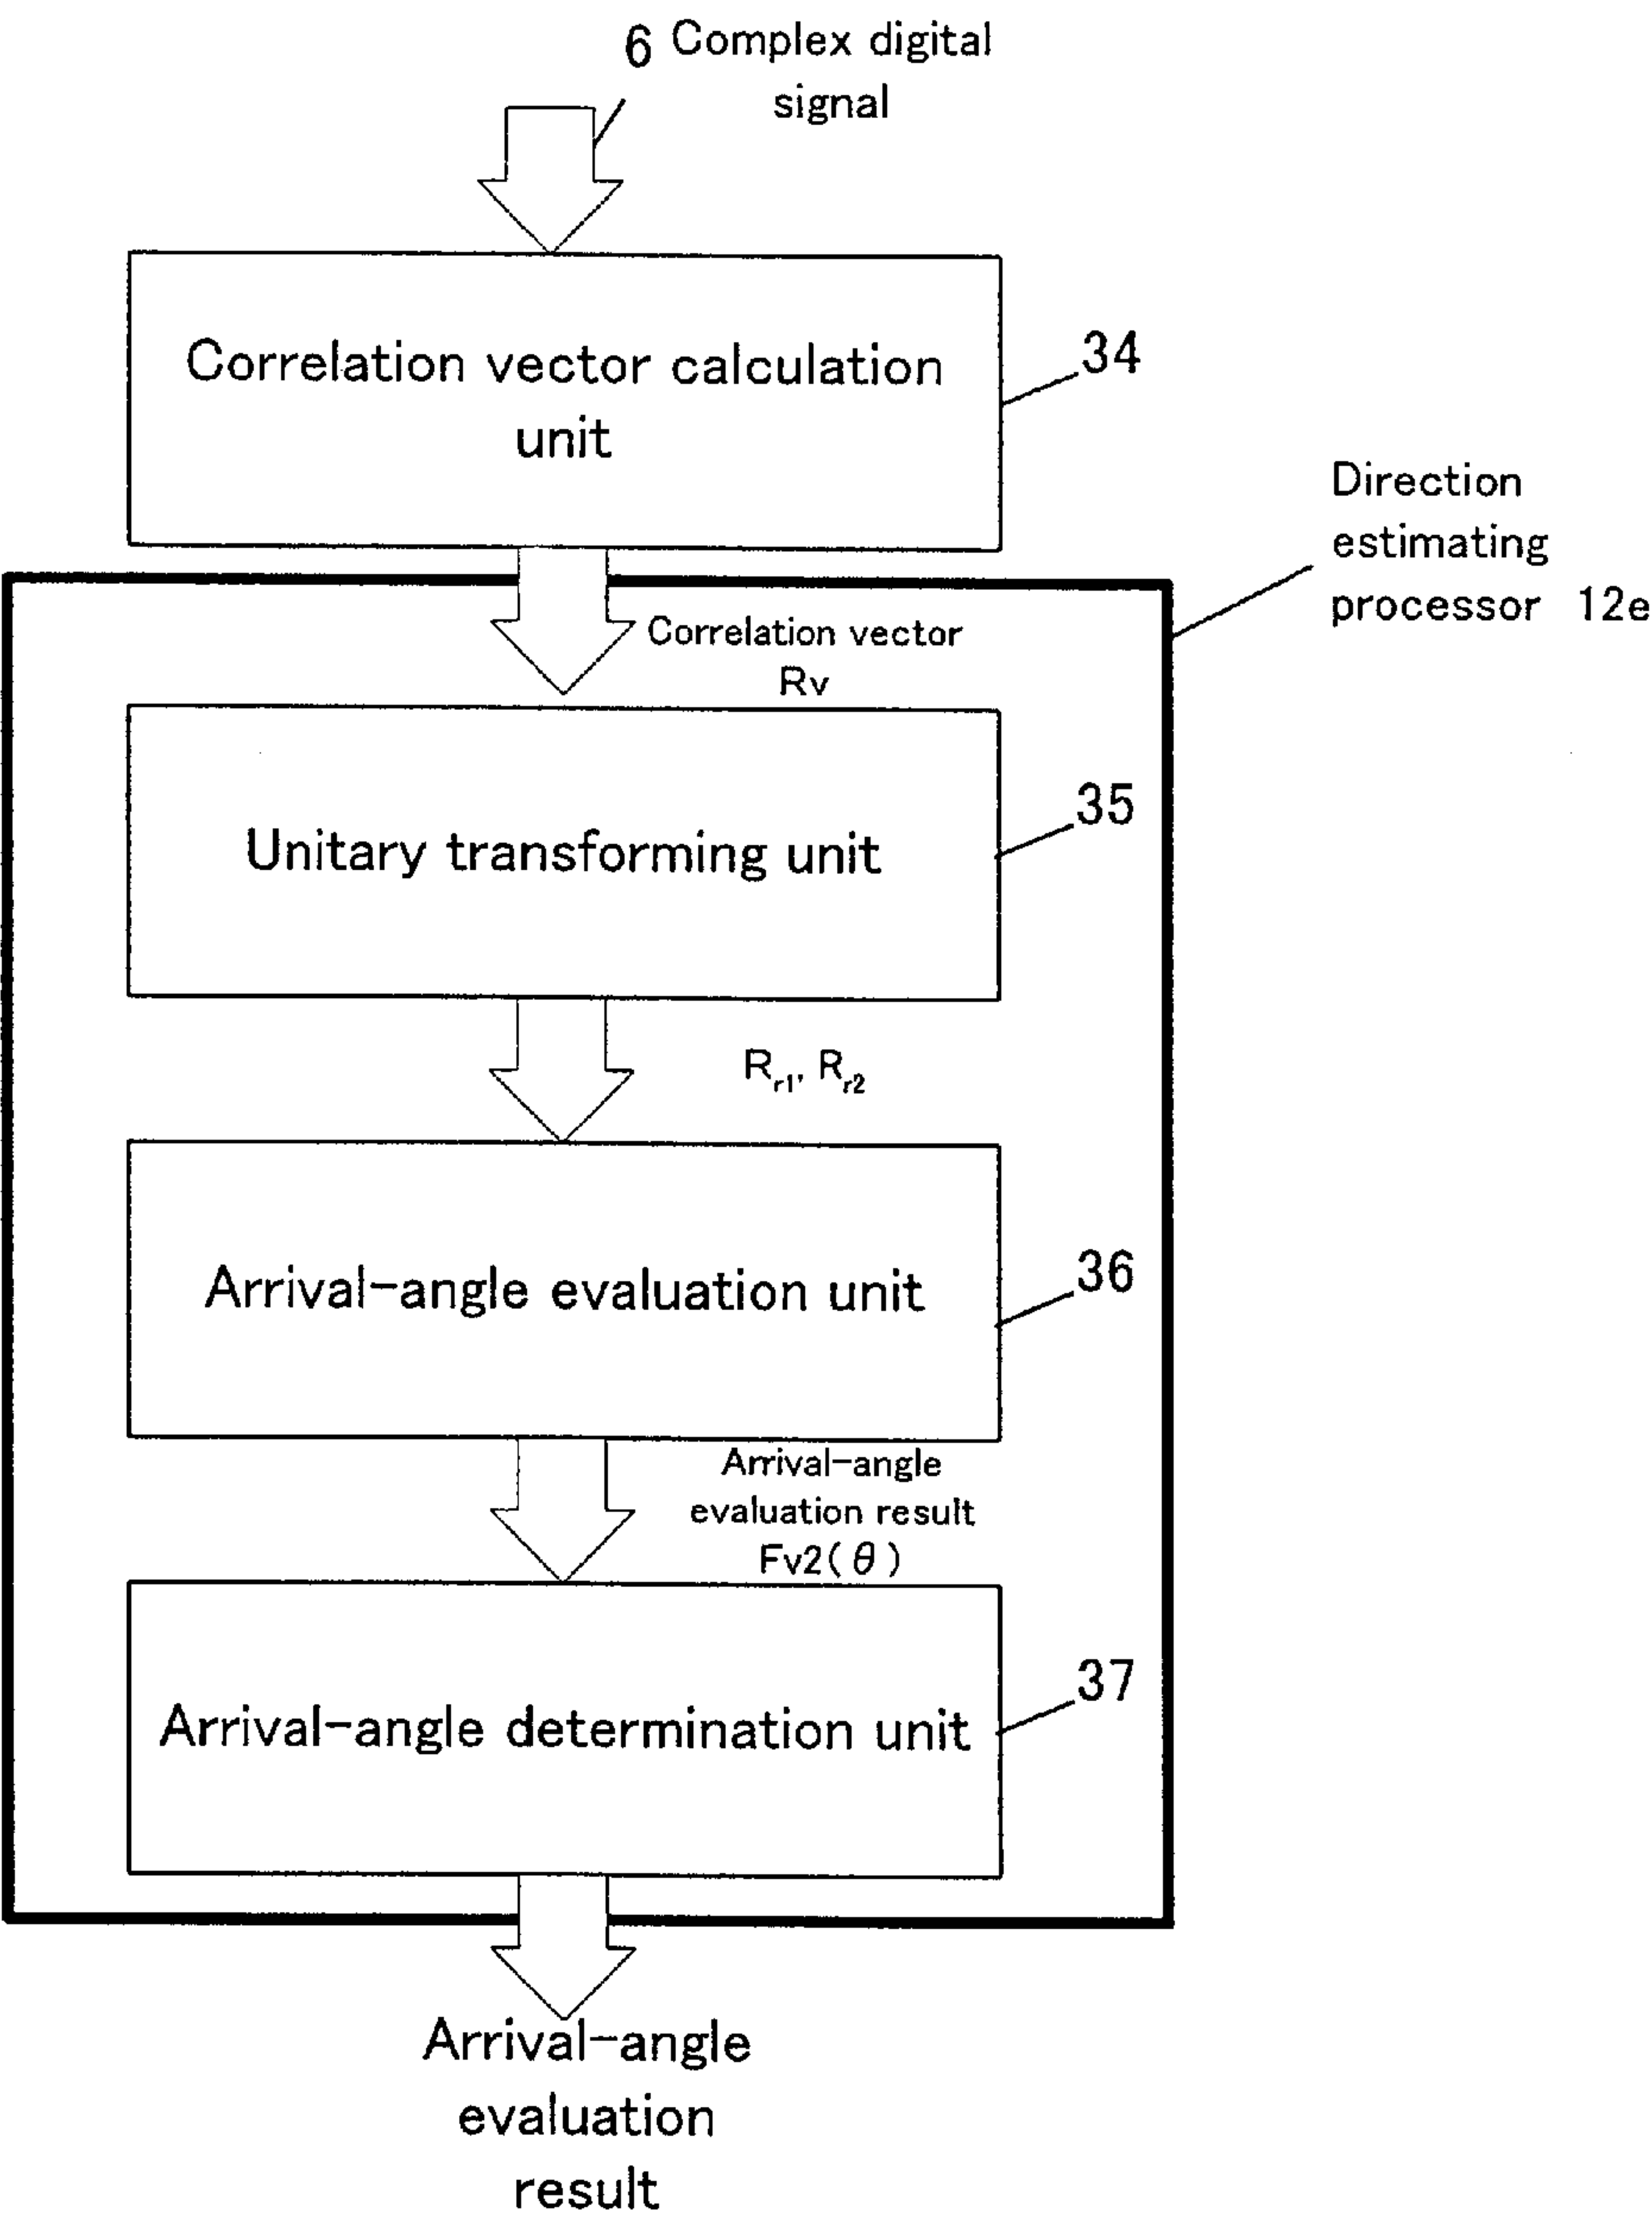 6 Complex digital
signal
Correlation vector calculation
unit
34
Direction
estimating
processor 12e
Correlation vector
Rv
Unitary transforming unit
35
Rr1, Rr2
Arrival-angle evaluation unit
36
Arrival-angle
evaluation result
Fv2(θ)
Arrival-angle determination unit
37
Arrival-angle
evaluation
result